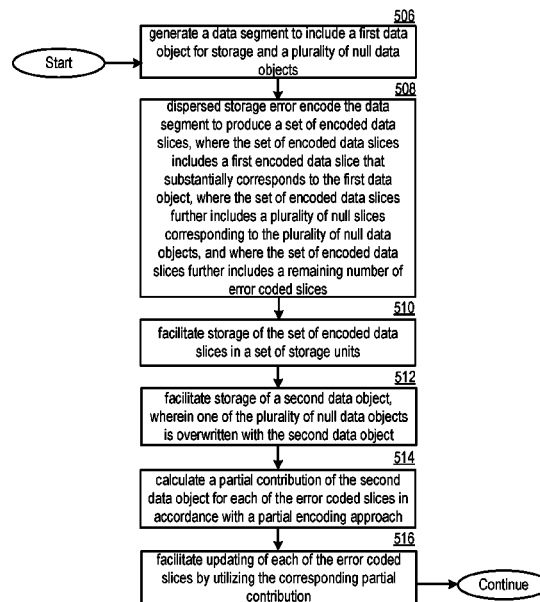 506
generate a data segment to include a first data
object for storage and a plurality of null data
objects
Start
508
dispersed storage error encode the data
segment to produce a set of encoded data
slices, where the set of encoded data slices
includes a first encoded data slice that
substantially corresponds to the first data
object, where the set of encoded data slices
further includes a plurality of null slices
corresponding to the plurality of null data
objects, and where the set of encoded data
slices further includes a remaining number of
error coded slices
510
facilitate storage of the set of encoded data
slices in a set of storage units
512
facilitate storage of a second data object,
wherein one of the plurality of null data objects
is overwritten with the second data object
514
calculate a partial contribution of the second
data object for each of the error coded slices in
accordance with a partial encoding approach
516
facilitate updating of each of the error coded
slices by utilizing the corresponding partial
contribution
Continue